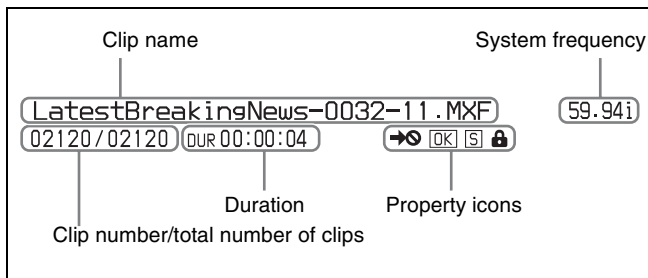 Clip name System frequency
LatestBreakingNews-0032-11.MXF 59.94i
02120/02120 DUR 00:00:04 OK S
Duration Property icons
Clip number/total number of clips